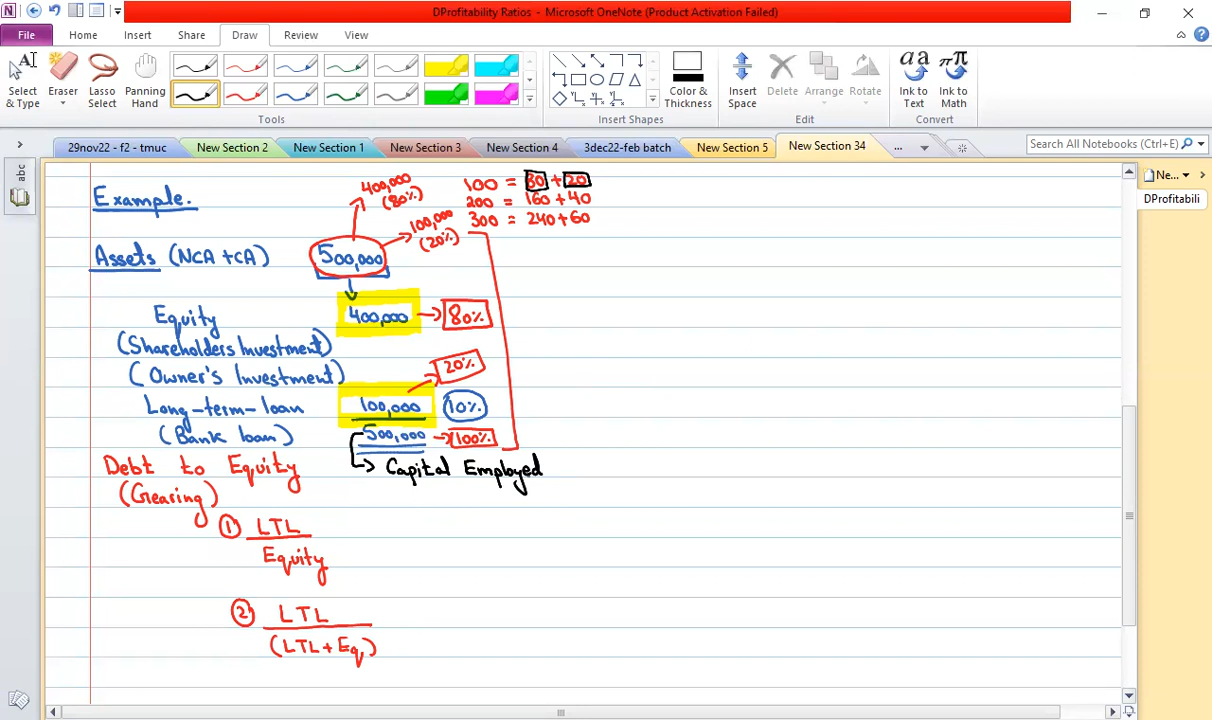 DProfitability Ratios - Microsoft OneNote (Product Activation Failed)
File Home Insert Share Draw Review View
Select & Type
Eraser
Lasso Select
Panning Hand
Color & Thickness
Insert Space
Delete
Arrange
Rotate
Ink to Text
Ink to Math
Tools
Insert Shapes
Edit
Convert
29nov22 - f2 - tmuc
New Section 2
New Section 1
New Section 3
New Section 4
3dec22-feb batch
New Section 5
New Section 34
...
Search All Notebooks (Ctrl+E)
abc
Ne...
DProfitabili
Example.
400,000 (80%)
100,000 (20%)
100 = 80 + 20
200 = 160 + 40
300 = 240 + 60
Assets (NCA + CA) 500,000
Equity 400,000 → 80%
(Shareholders Investment)
(Owner's Investment)
20%
Long-term-loan 100,000 10%
(Bank loan) 500,000 → 100%
→ Capital Employed
Debt to Equity
(Gearing)
① LTL
Equity
② LTL
(LTL + Eq)